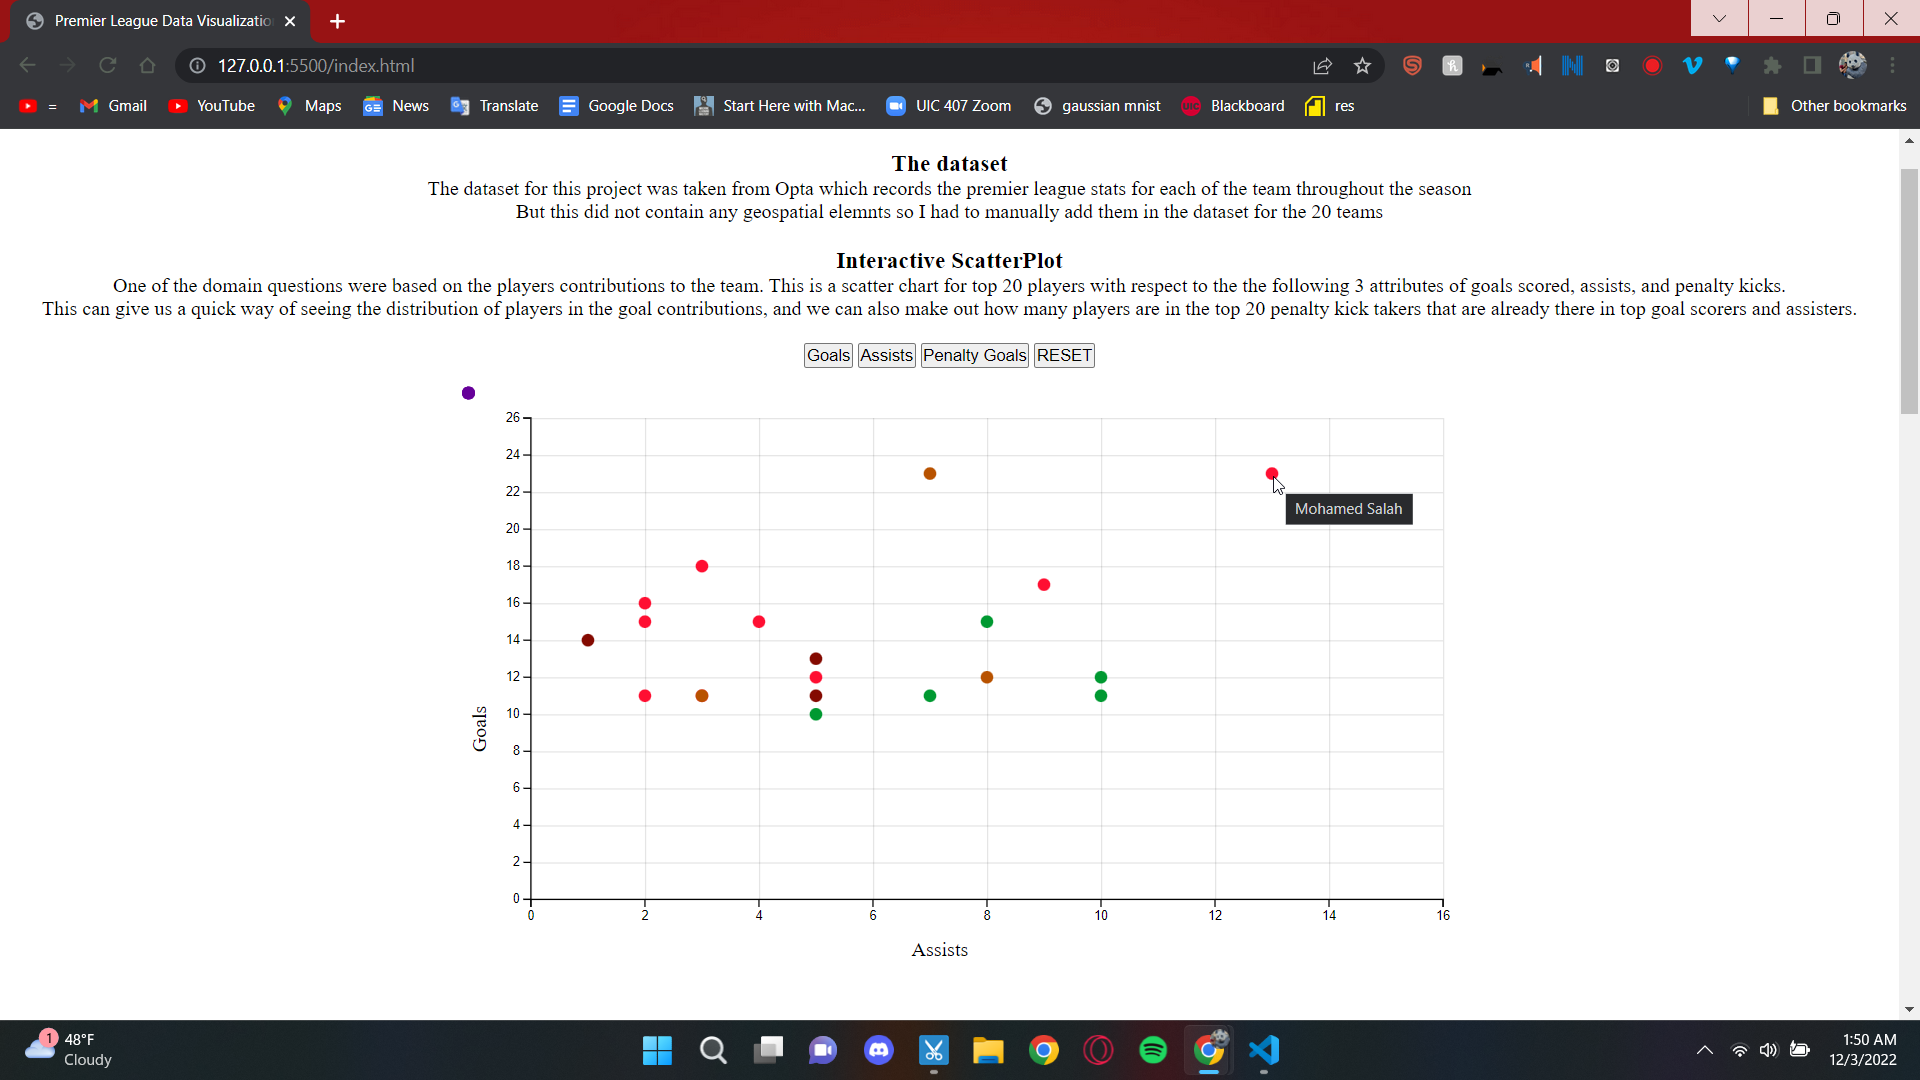 Premier League Data Visualizatio
127.0.0.1:5500/index.html
=
Gmail
YouTube
Maps
News
Translate
Google Docs
Start Here with Mac...
UIC 407 Zoom
gaussian mnist
Blackboard
res
Other bookmarks
The dataset
The dataset for this project was taken from Opta which records the premier league stats for each of the team throughout the season
But this did not contain any geospatial elemnts so I had to manually add them in the dataset for the 20 teams
Interactive ScatterPlot
One of the domain questions were based on the players contributions to the team. This is a scatter chart for top 20 players with respect to the the following 3 attributes of goals scored, assists, and penalty kicks.
This can give us a quick way of seeing the distribution of players in the goal contributions, and we can also make out how many players are in the top 20 penalty kick takers that are already there in top goal scorers and assisters.
Goals Assists Penalty Goals RESET
26
24
22
Mohamed Salah
20
18
16
14
12
10
Goals
8
6
4
2
0
0 2 4 6 8 10 12 14 16
Assists
1
48°F
Cloudy
1:50 AM
12/3/2022